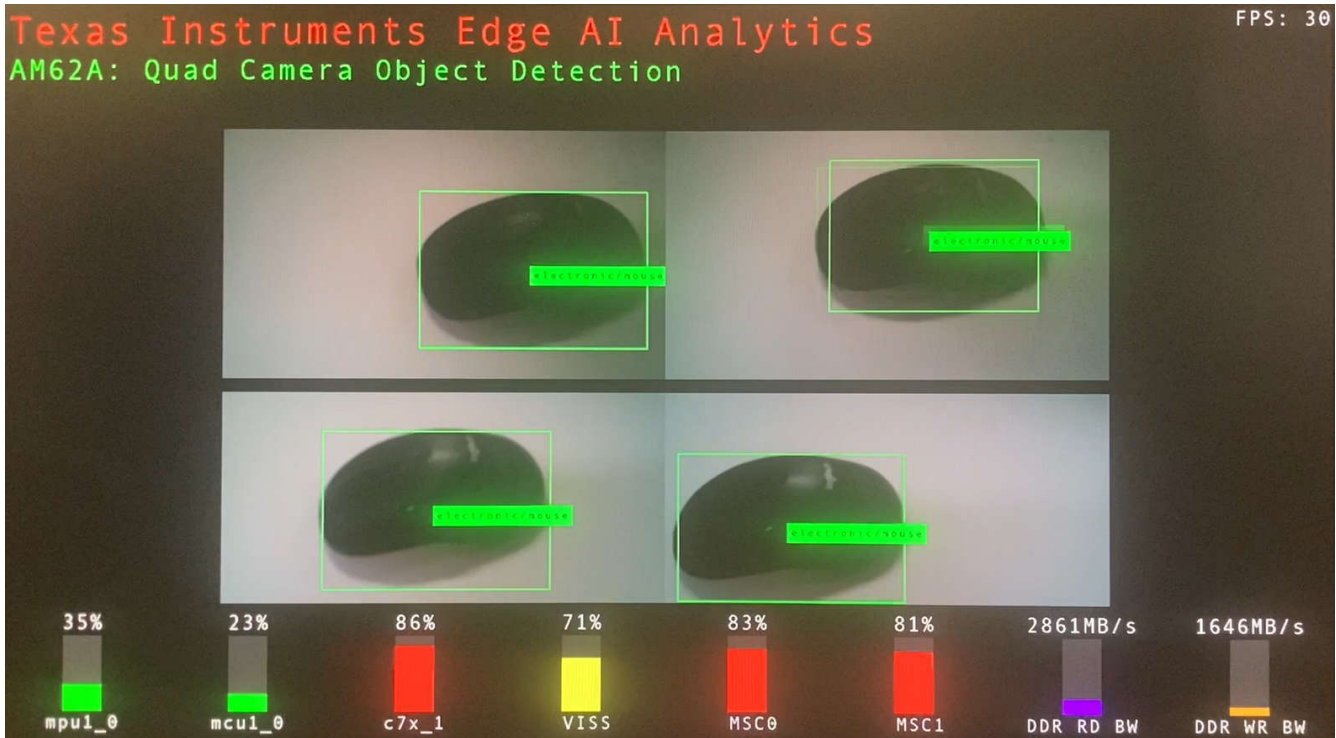 Texas Instruments Edge AI Analytics
FPS: 30
AM62A: Quad Camera Object Detection
electronic/mouse
electronic/mouse
electronic/mouse
electronic/mouse
35% 23% 86% 71% 83% 81% 2861MB/s 1646MB/s
mpu1_0 mcu1_0 c7x_1 VISS MSC0 MSC1 DDR RD BW DDR WR BW